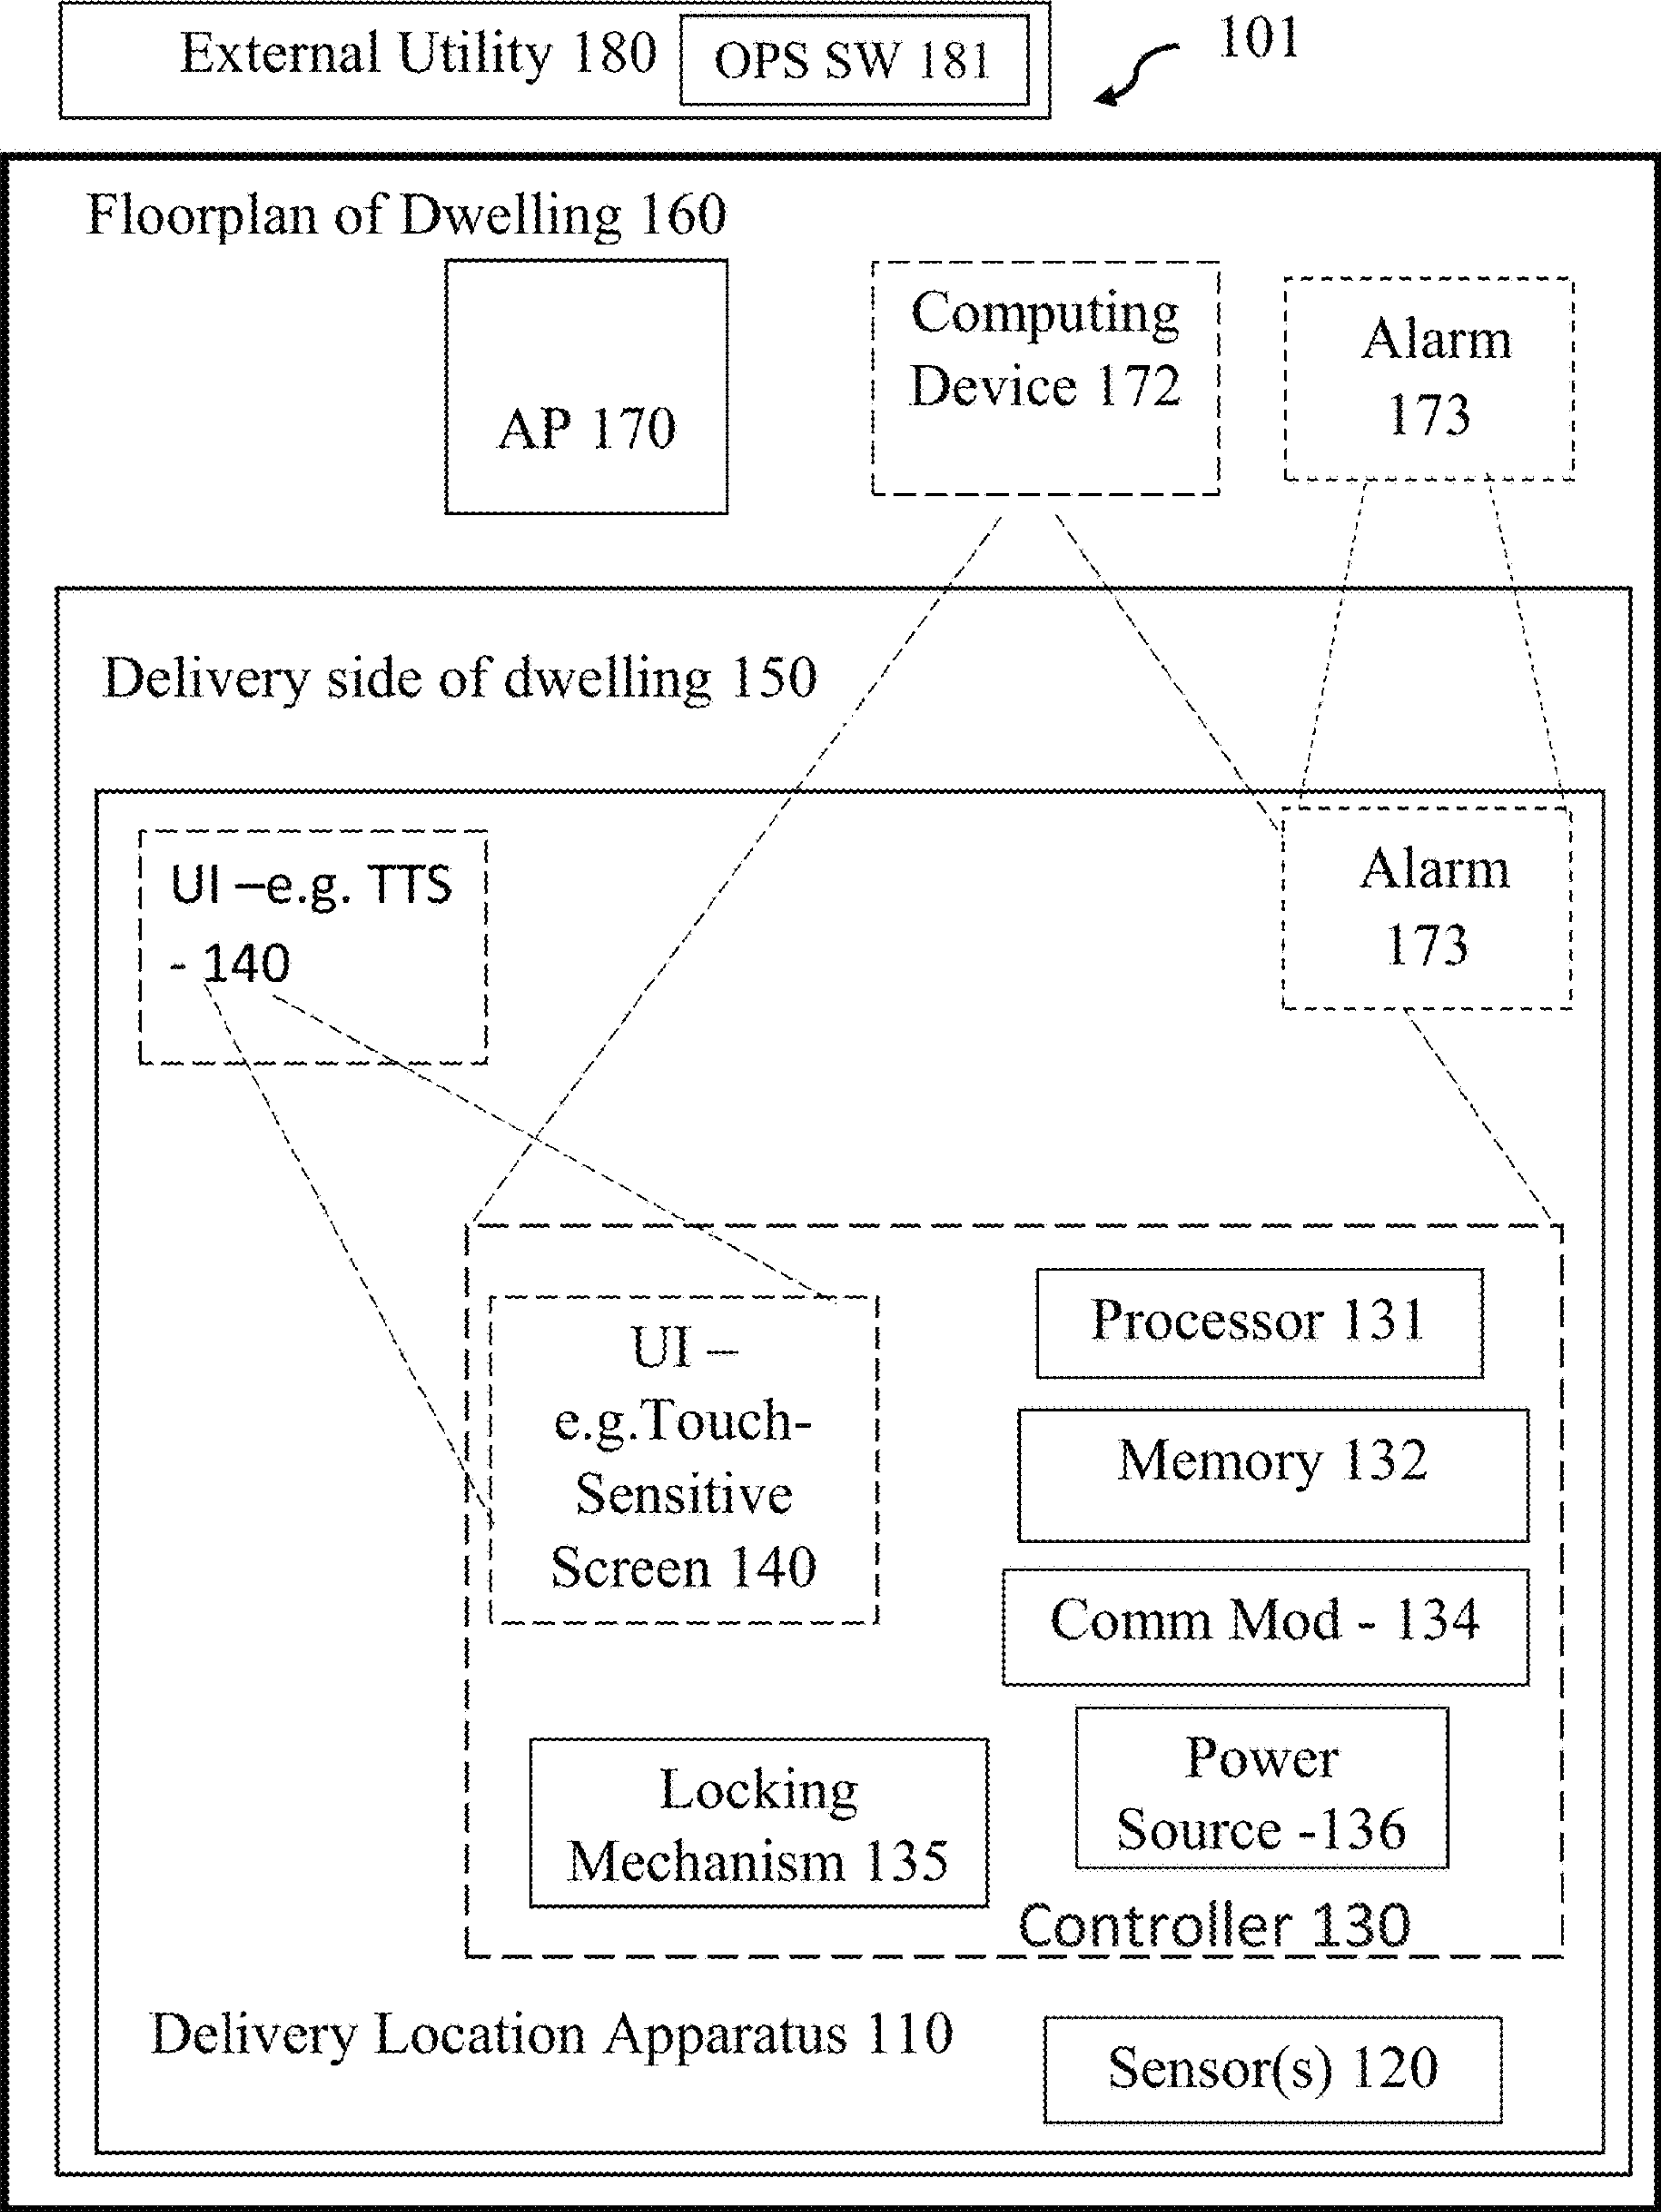 External Utility 180
OPS SW 181
101
Floorplan of Dwelling 160
AP 170
Computing
Device 172
Alarm
173
Delivery side of dwelling 150
UI –e.g. TTS
- 140
Alarm
173
UI –
e.g.Touch-
Sensitive
Screen 140
Processor 131
Memory 132
Comm Mod - 134
Power
Source -136
Locking
Mechanism 135
Controller 130
Delivery Location Apparatus 110
Sensor(s) 120